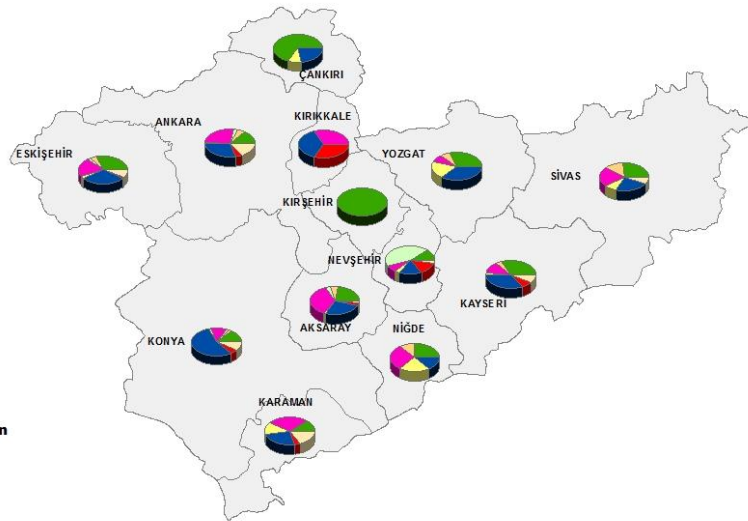 ÇANKIRI
ANKARA
KIRIKKALE
ESKİŞEHİR
YOZGAT
SİVAS
KIRŞEHİR
NEVŞEHİR
KAYSERİ
AKSARAY
NİĞDE
KONYA
KARAMAN
n